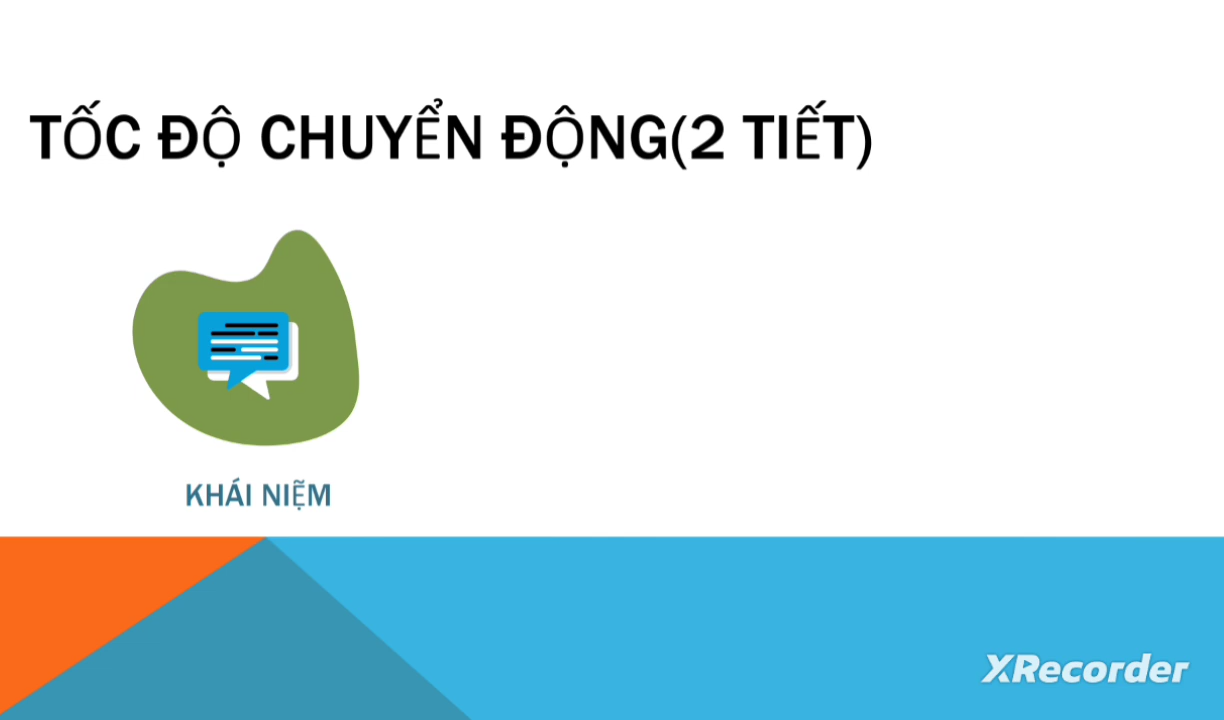 TỐC ĐỘ CHUYỂN ĐỘNG(2 TIẾT)
KHÁI NIỆM
XRecorder